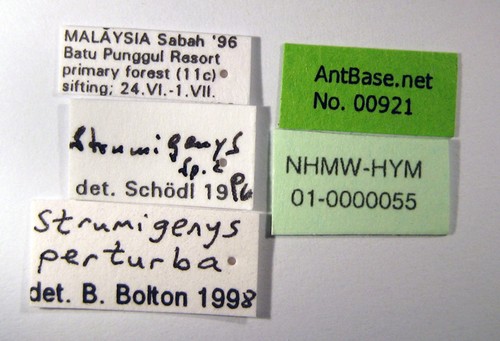 MALAYSIA Sabah '96
Batu Punggul Resort
primary forest (11c)
sifting; 24.VI.-1.VII.
Strumigenys
sp. 2
det. Schödl 1996
Strumigenys
perturba
det. B. Bolton 1998
AntBase.net
No. 00921
NHMW-HYM
01-0000055